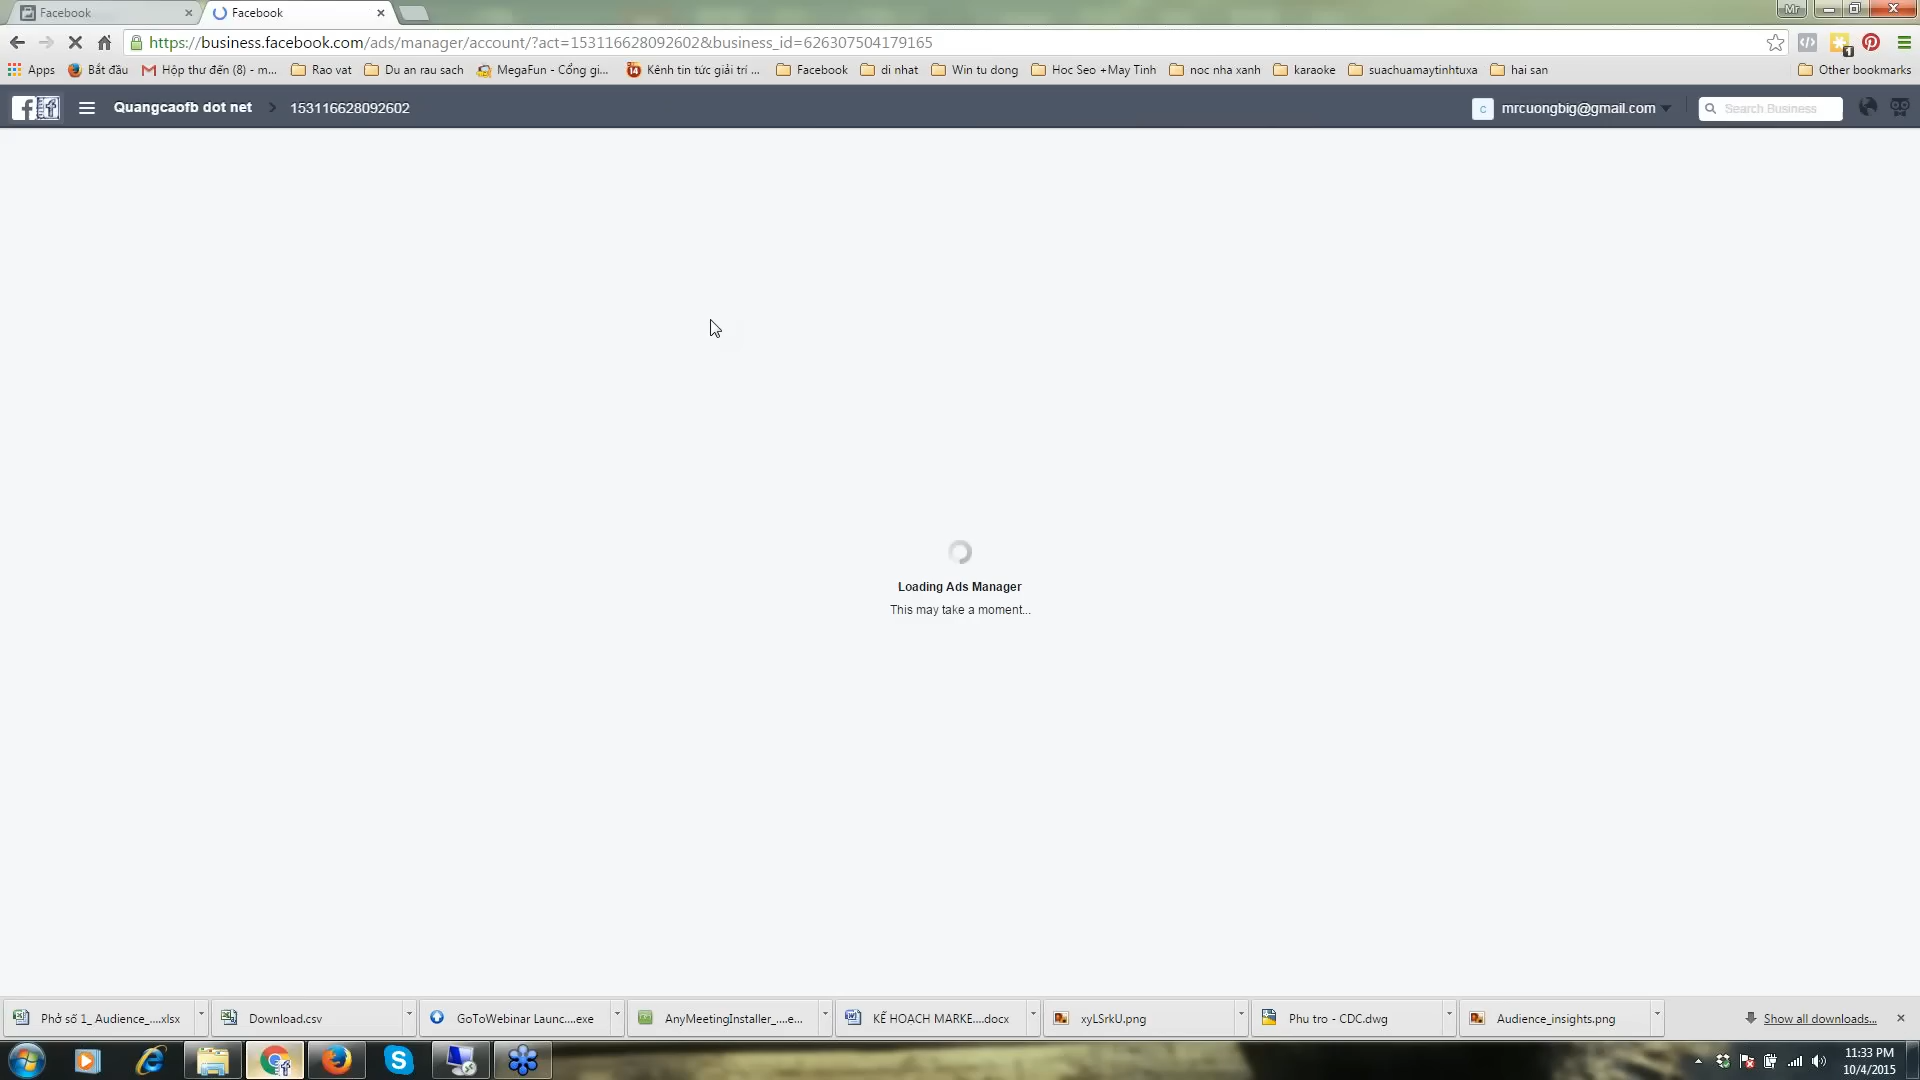 Facebook
Facebook
Mr
https://business.facebook.com/ads/manager/account/?act=153116628092602&business_id=626307504179165
1
Apps
Bắt đầu
Hộp thư đến (8) - m...
Rao vat
Du an rau sach
MegaFun - Cổng gi...
Kênh tin tức giải trí ...
Facebook
di nhat
Win tu dong
Hoc Seo +May Tinh
noc nha xanh
karaoke
suachuamaytinhtuxa
hai san
Other bookmarks
Quangcaofb dot net
153116628092602
c
mrcuongbig@gmail.com
Search Business
Loading Ads Manager
This may take a moment...
Phở số 1_ Audience_....xlsx
Download.csv
GoToWebinar Launc....exe
AnyMeetingInstaller_....e...
KẾ HOẠCH MARKE....docx
xyLSrkU.png
Phu tro - CDC.dwg
Audience_insights.png
Show all downloads...
11:33 PM
10/4/2015